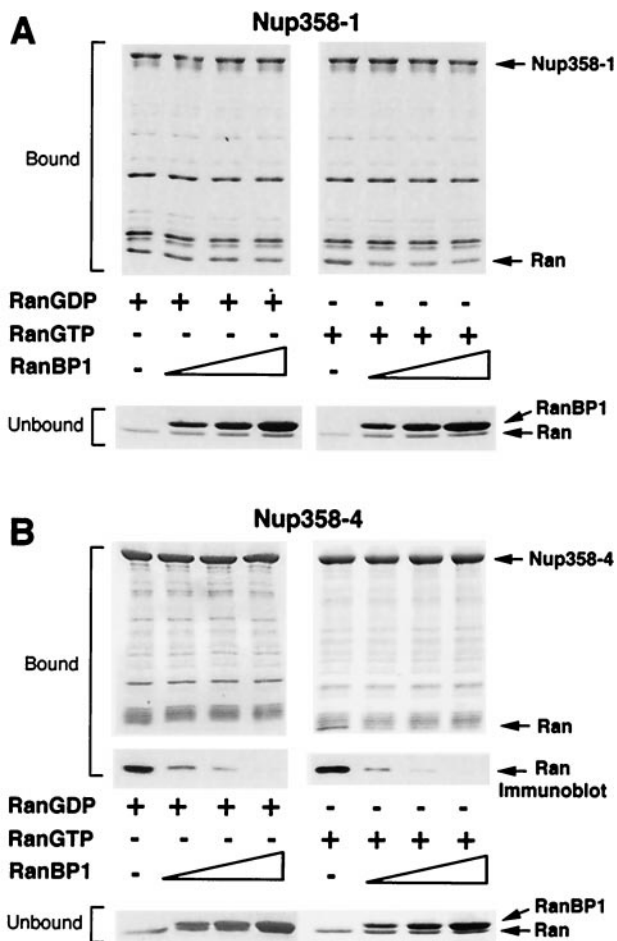 A
Nup358-1
Nup358-1
Bound
Ran
RanGDP + + + + - - - -
RanGTP - - - - + + + +
RanBP1 - -
Unbound
RanBP1
Ran
B
Nup358-4
Nup358-4
Bound
Ran
Ran
Immunoblot
RanGDP + + + + - - - -
RanGTP - - - - + + + +
RanBP1 - -
Unbound
RanBP1
Ran